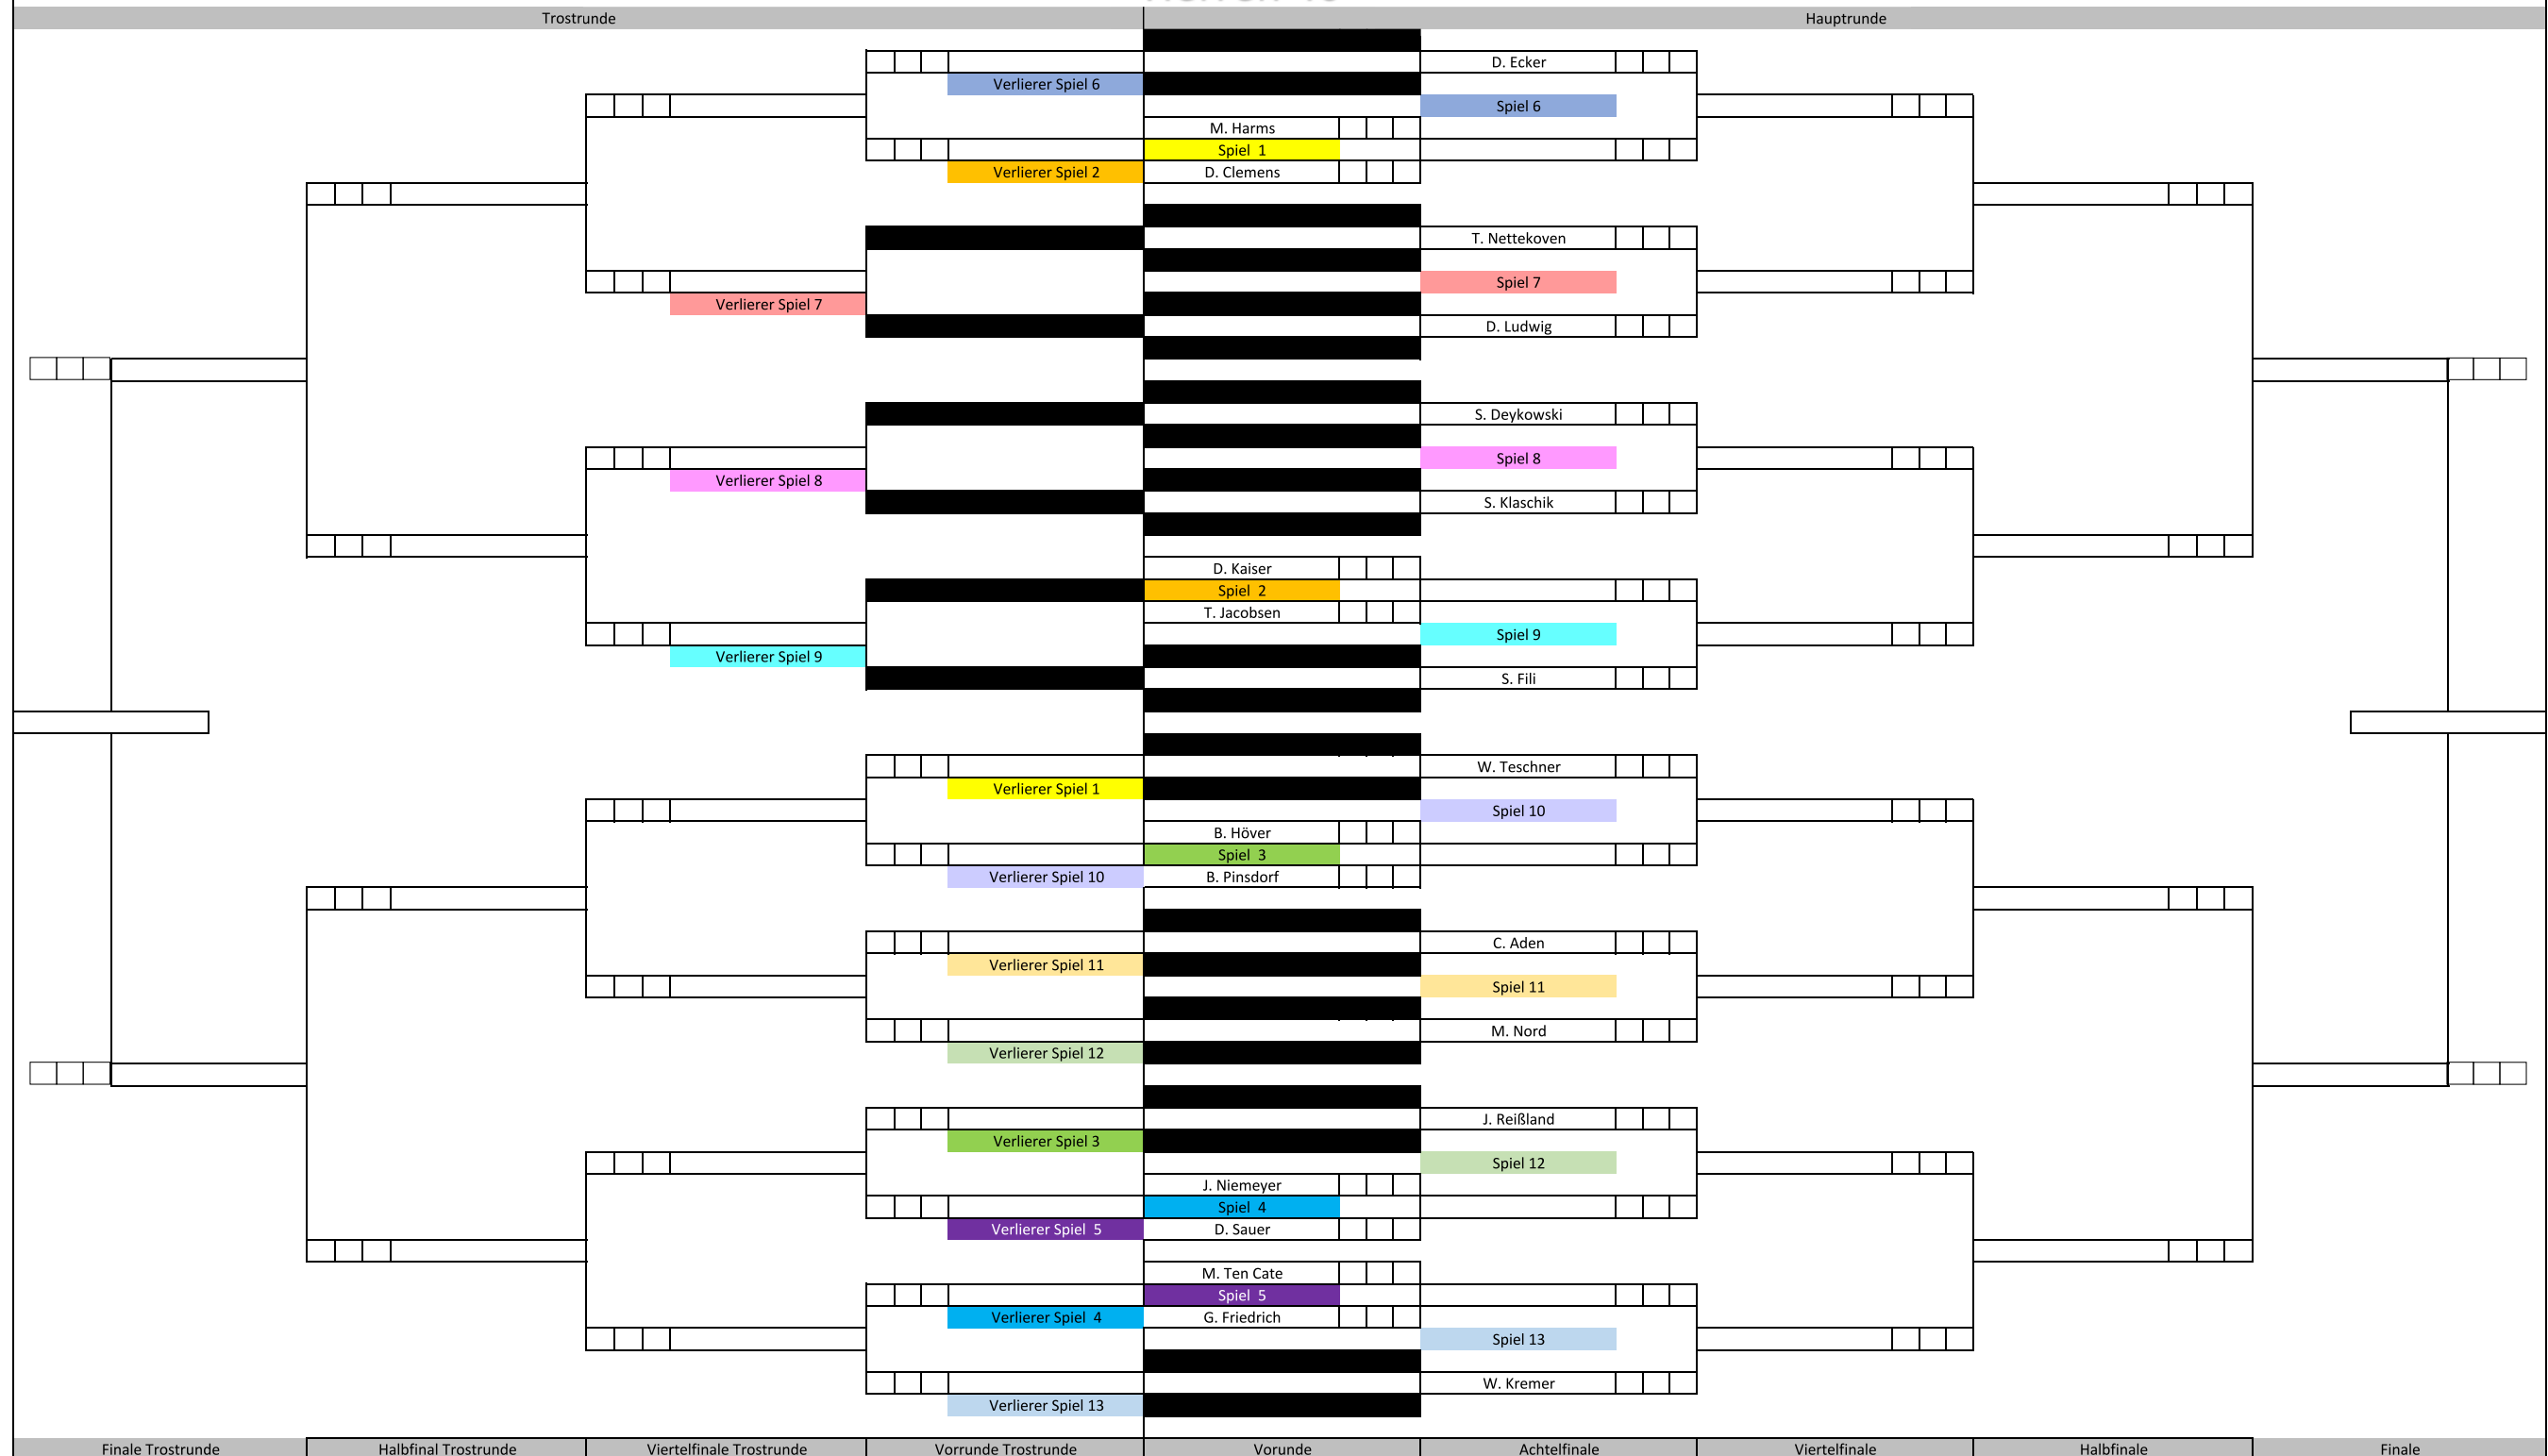 Trostrunde
Hauptrunde
D. Ecker
Verlierer Spiel 6
Spiel 6
M. Harms
Spiel 1
Verlierer Spiel 2
D. Clemens
T. Nettekoven
Spiel 7
Verlierer Spiel 7
D. Ludwig
S. Deykowski
Spiel 8
Verlierer Spiel 8
S. Klaschik
D. Kaiser
Spiel 2
T. Jacobsen
Spiel 9
Verlierer Spiel 9
S. Fili
W. Teschner
Verlierer Spiel 1
Spiel 10
B. Höver
Spiel 3
Verlierer Spiel 10
B. Pinsdorf
C. Aden
Verlierer Spiel 11
Spiel 11
M. Nord
Verlierer Spiel 12
J. Reißland
Verlierer Spiel 3
Spiel 12
J. Niemeyer
Spiel 4
Verlierer Spiel 5
D. Sauer
M. Ten Cate
Spiel 5
Verlierer Spiel 4
G. Friedrich
Spiel 13
W. Kremer
Verlierer Spiel 13
Finale Trostrunde
Halbfinal Trostrunde
Viertelfinale Trostrunde
Vorrunde Trostrunde
Vorunde
Achtelfinale
Viertelfinale
Halbfinale
Finale